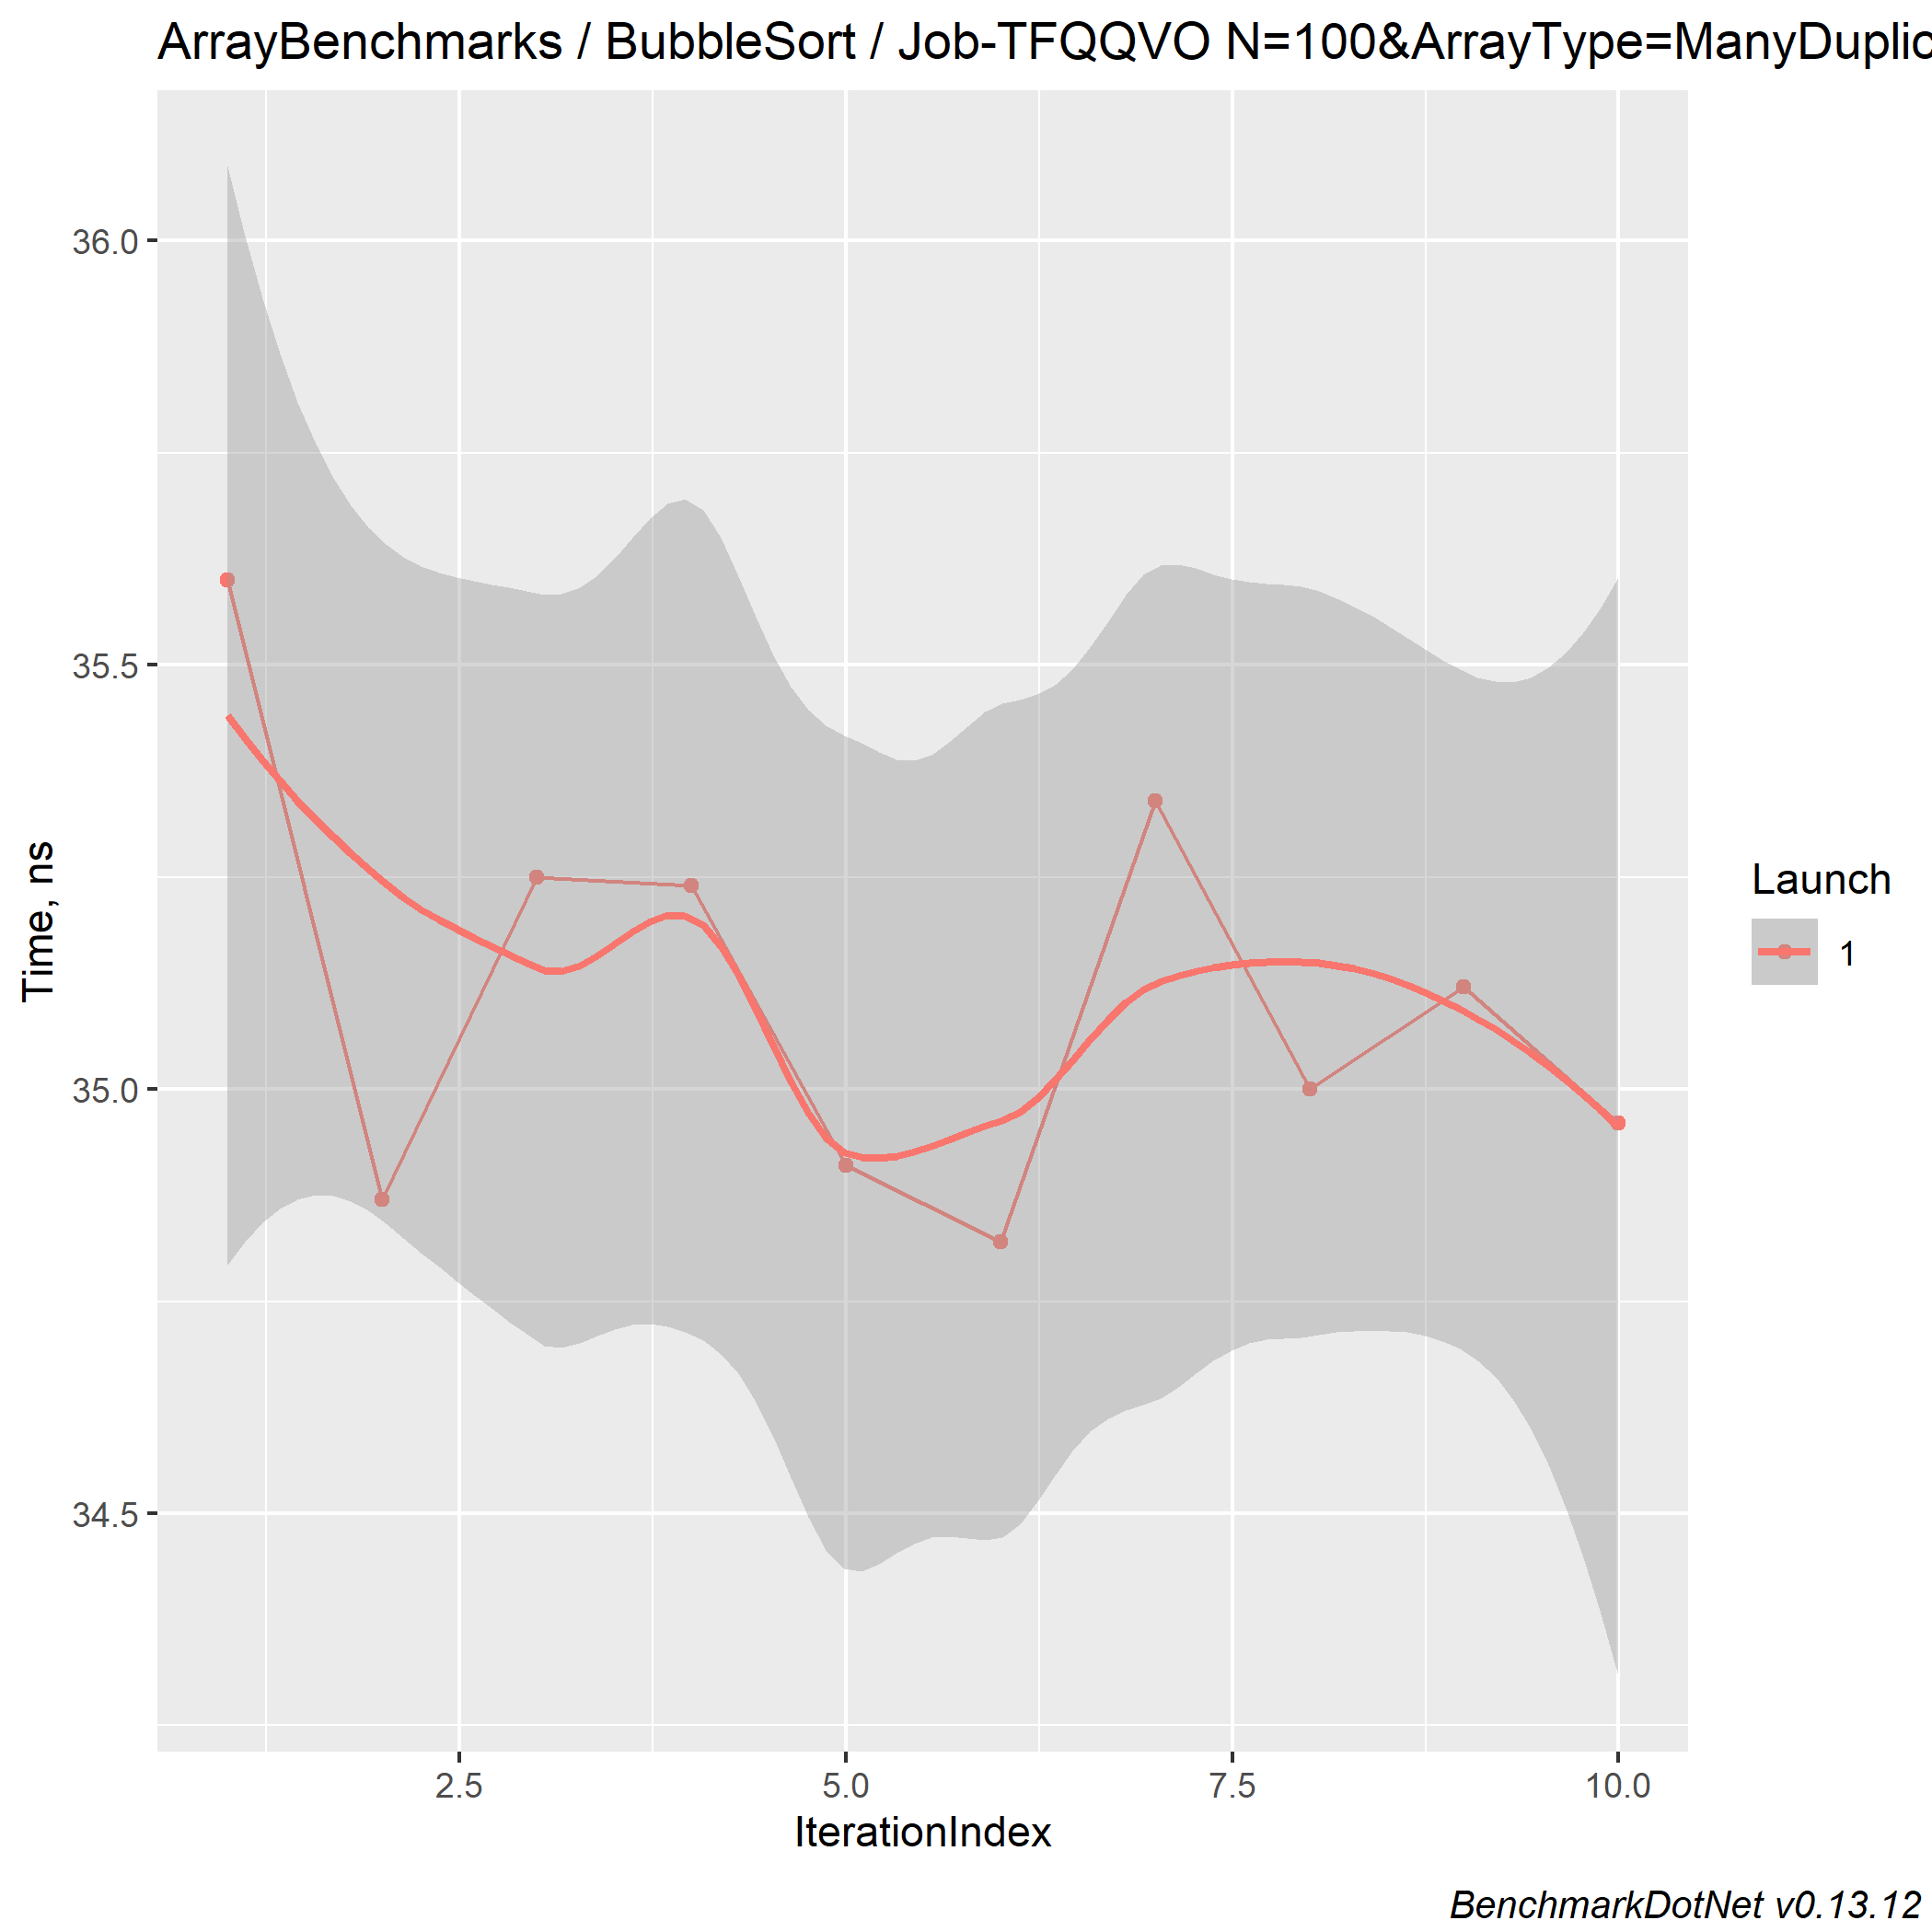 ArrayBenchmarks / BubbleSort / Job-TFQQVO N=100&ArrayType=ManyDuplic
36.0
35.5
35.0
34.5
Time, ns
2.5 5.0 7.5 10.0
IterationIndex
Launch
1
BenchmarkDotNet v0.13.12